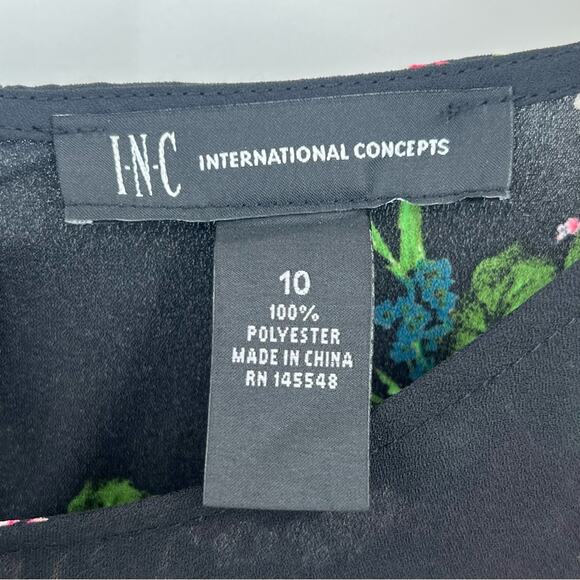 I·N·C INTERNATIONAL CONCEPTS
10
100%
POLYESTER
MADE IN CHINA
RN 145548